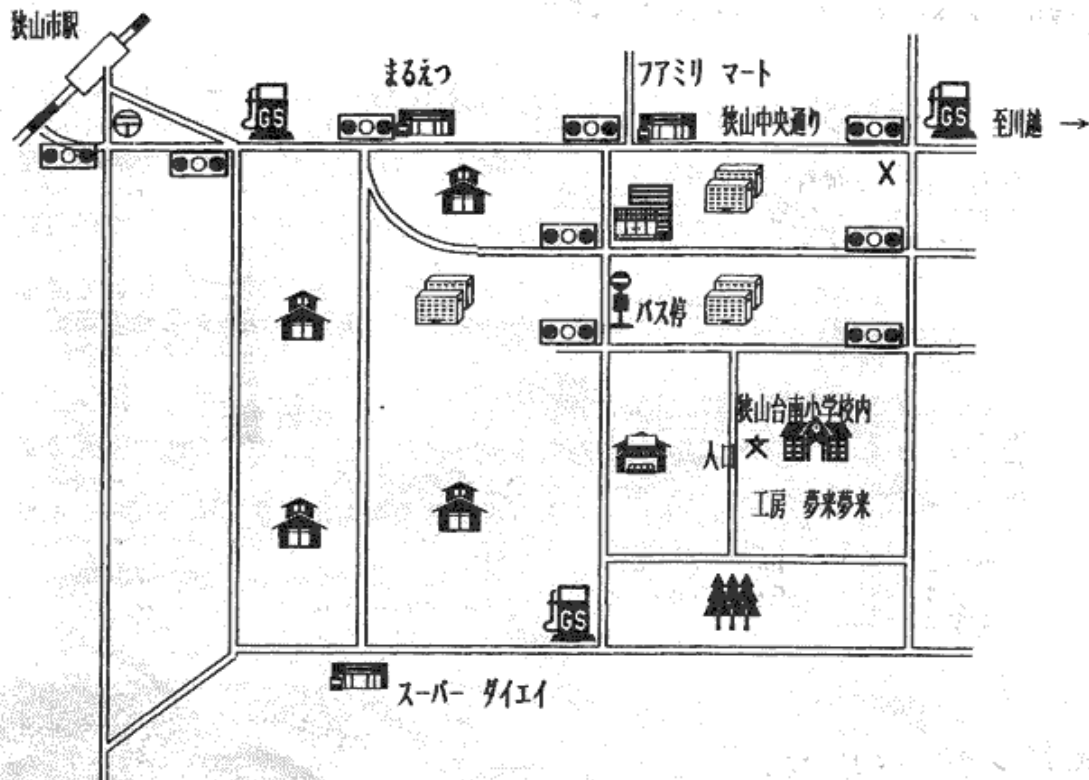 狭山市駅
まるえつ
フアミリ マート
GS
狭山中央通り
GS
至川越 →
X
バス停
狭山台南小学校内
入口
工房 夢来夢来
GS
スーパー ダイエイ